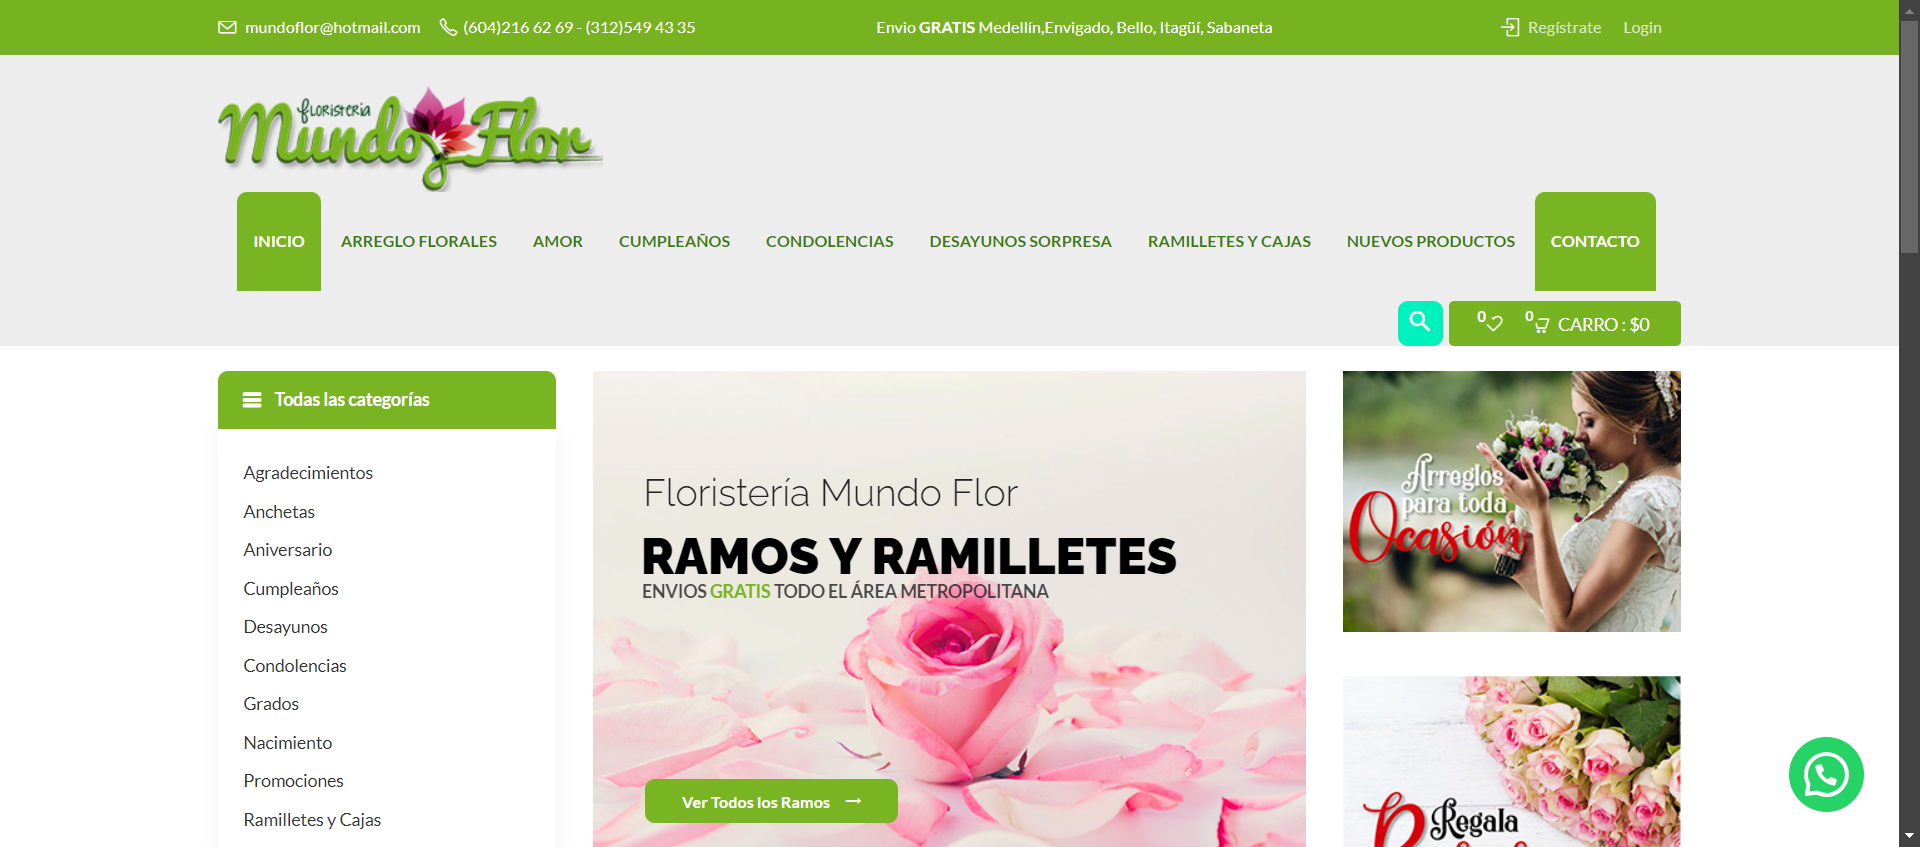 mundoflor@hotmail.com (604)216 62 69 - (312)549 43 35 Envio GRATIS Medellín,Envigado, Bello, Itagüí, Sabaneta Regístrate Login
Floristería
Mundo Flor
INICIO ARREGLO FLORALES AMOR CUMPLEAÑOS CONDOLENCIAS DESAYUNOS SORPRESA RAMILLETES Y CAJAS NUEVOS PRODUCTOS CONTACTO
0 0 CARRO : $0
Todas las categorías
Agradecimientos
Anchetas
Aniversario
Cumpleaños
Desayunos
Condolencias
Grados
Nacimiento
Promociones
Ramilletes y Cajas
Floristería Mundo Flor
RAMOS Y RAMILLETES
ENVIOS GRATIS TODO EL ÁREA METROPOLITANA
Ver Todos los Ramos
Arreglos
para toda
Ocasión
Regala